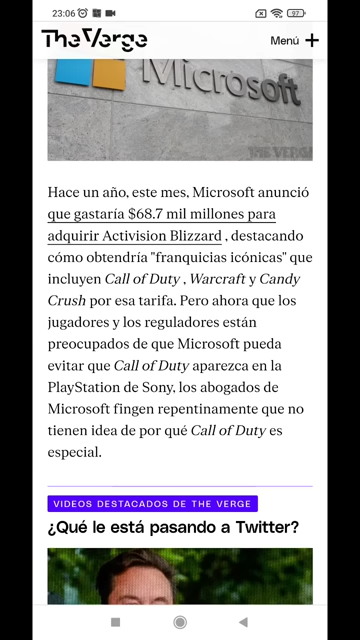 23:06
97
The Verge
Menú
Microsoft
THE VERGE
Hace un año, este mes, Microsoft anunció
que gastaría $68.7 mil millones para
adquirir Activision Blizzard , destacando
cómo obtendría "franquicias icónicas" que
incluyen Call of Duty , Warcraft y Candy
Crush por esa tarifa. Pero ahora que los
jugadores y los reguladores están
preocupados de que Microsoft pueda
evitar que Call of Duty aparezca en la
PlayStation de Sony, los abogados de
Microsoft fingen repentinamente que no
tienen idea de por qué Call of Duty es
especial.
VIDEOS DESTACADOS DE THE VERGE
¿Qué le está pasando a Twitter?